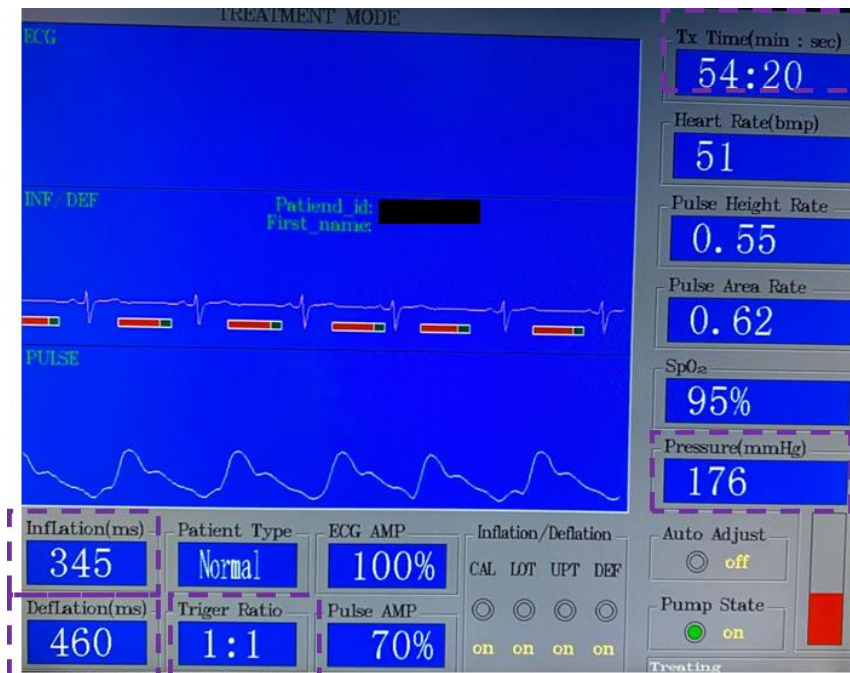 TREATMENT MODE
ECG
INF/DEF
Patiend_id:
First_name:
PULSE
Tx Time(min : sec)
54:20
Heart Rate(bmp)
51
Pulse Height Rate
0.55
Pulse Area Rate
0.62
SpO₂
95%
Pressure(mmHg)
176
Inflation(ms)
345
Patient Type
Normal
ECG AMP
100%
Inflation/Deflation
CAL LOT UPT DEF
on on on on
Auto Adjust
off
Deflation(ms)
460
Triger Ratio
1:1
Pulse AMP
70%
Pump State
on
Treating